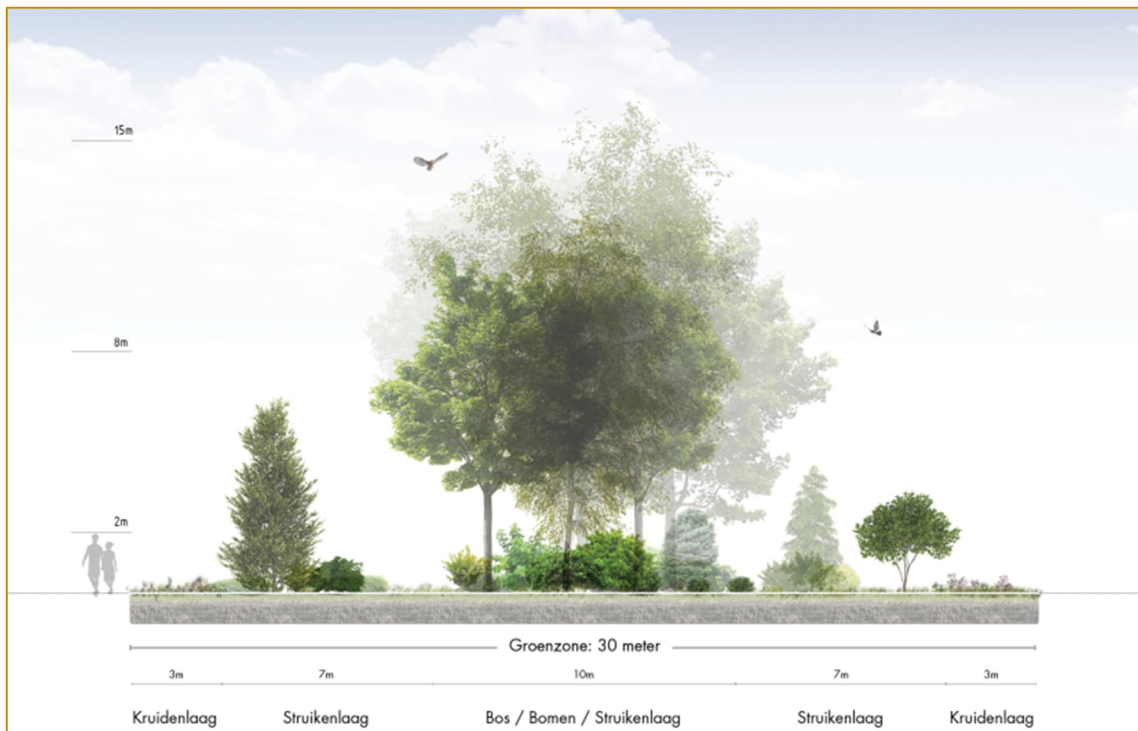 15m
8m
2m
Groenzone: 30 meter
3m 7m 10m 7m 3m
Kruidenlaag Struikenlaag Bos / Bomen / Struikenlaag Struikenlaag Kruidenlaag